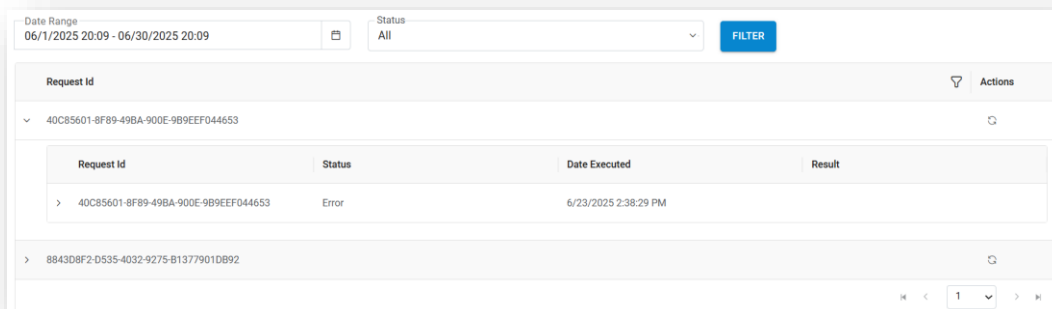 Date Range
06/1/2025 20:09 - 06/30/2025 20:09
Status
All
FILTER
Request Id Actions
40C85601-8F89-49BA-900E-9B9EEF044653
Request Id Status Date Executed Result
40C85601-8F89-49BA-900E-9B9EEF044653 Error 6/23/2025 2:38:29 PM
8843D8F2-D535-4032-9275-B1377901DB92
1